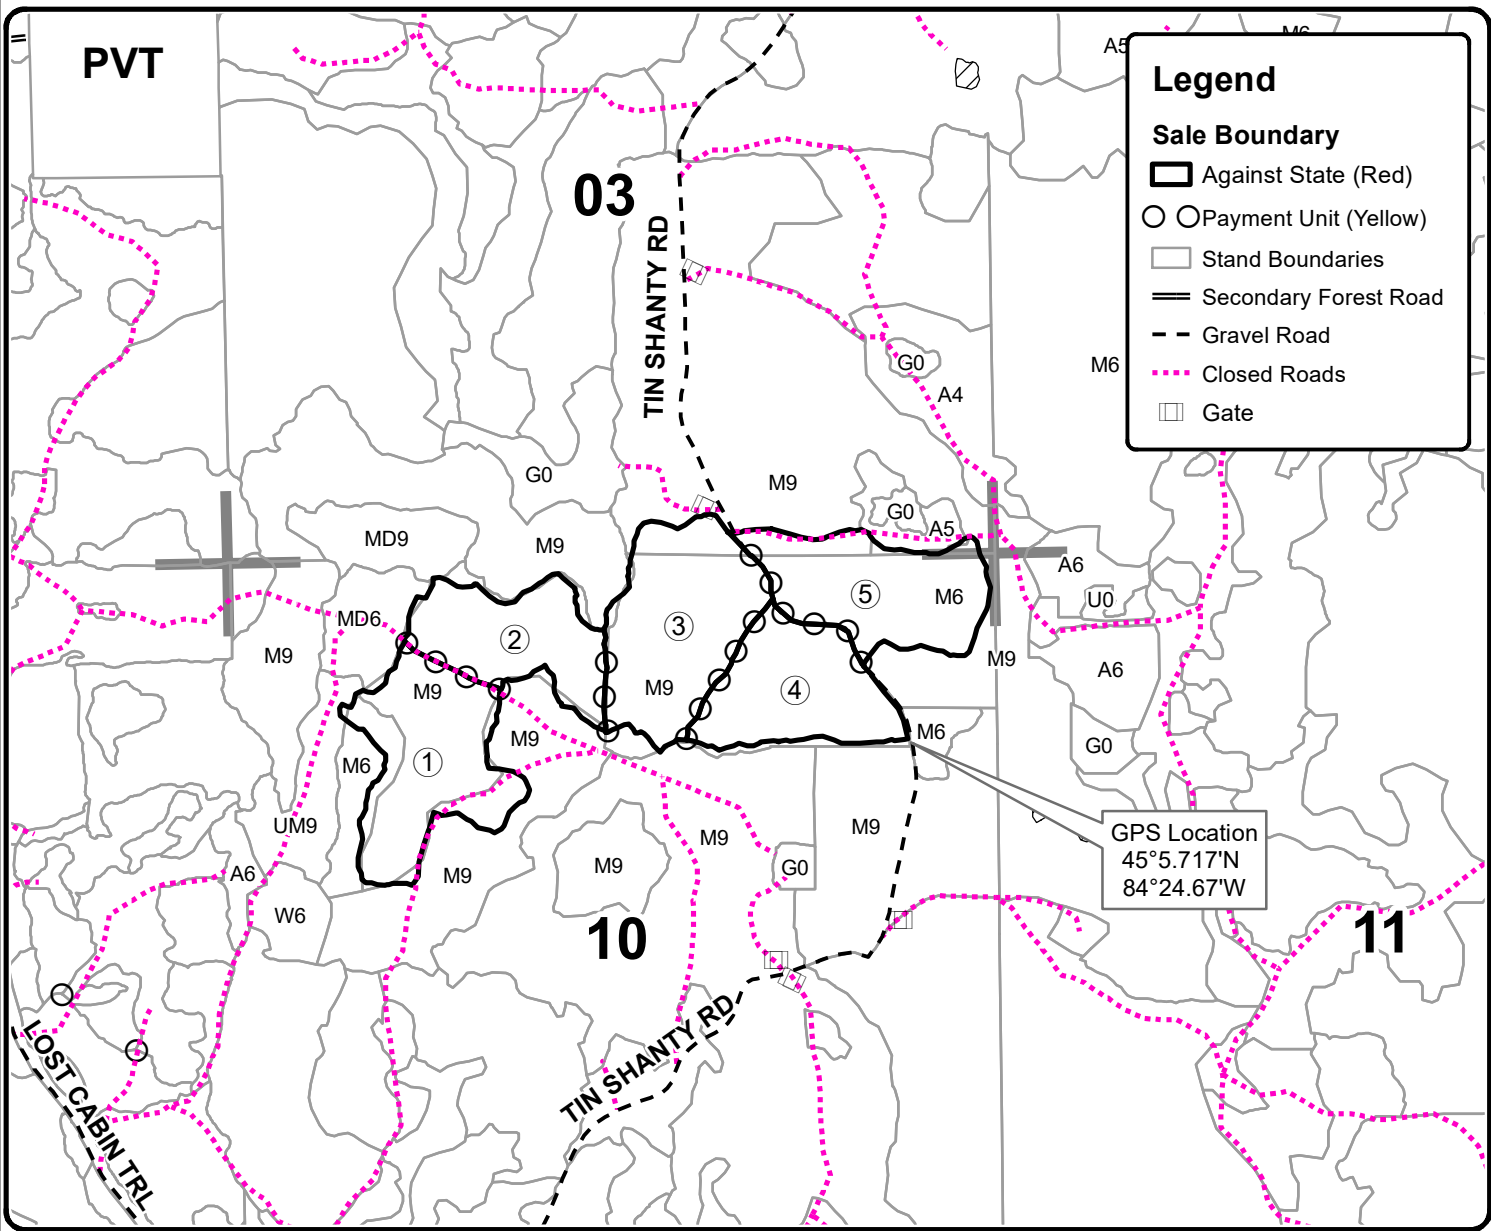 PVT
A5
M6
Legend
Sale Boundary
Against State (Red)
Payment Unit (Yellow)
Stand Boundaries
Secondary Forest Road
Gravel Road
Closed Roads
Gate
03
TIN SHANTY RD
G0
A4
M6
G0
M9
G0
A5
MD9
M9
A6
U0
5
M6
MD6
2
3
M9
M9
A6
M9
M9
4
M6
M9
G0
M6
1
GPS Location
45°5.717'N
84°24.67'W
UM9
M9
M9
A6
M9
M9
G0
W6
10
11
TIN SHANTY RD
LOST CABIN TRL